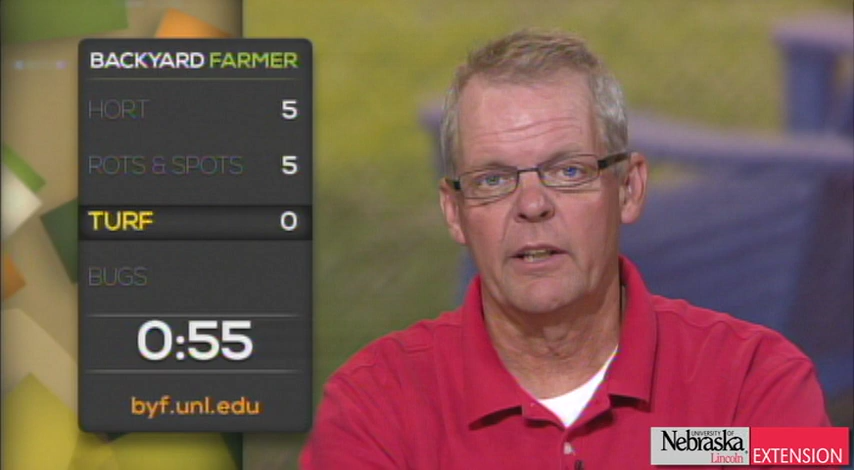 BACKYARD FARMER
HORT 5
ROTS & SPOTS 5
TURF 0
BUGS
0:55
byf.unl.edu
UNIVERSITY OF
Nebraska
Lincoln
EXTENSION